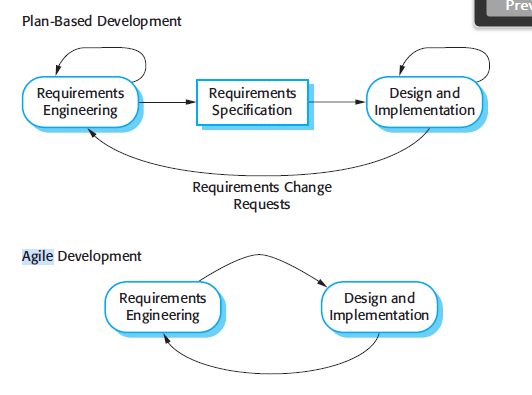 Prev
Plan-Based Development
Requirements
Engineering
Requirements
Specification
Design and
Implementation
Requirements Change
Requests
Agile Development
Requirements
Engineering
Design and
Implementation